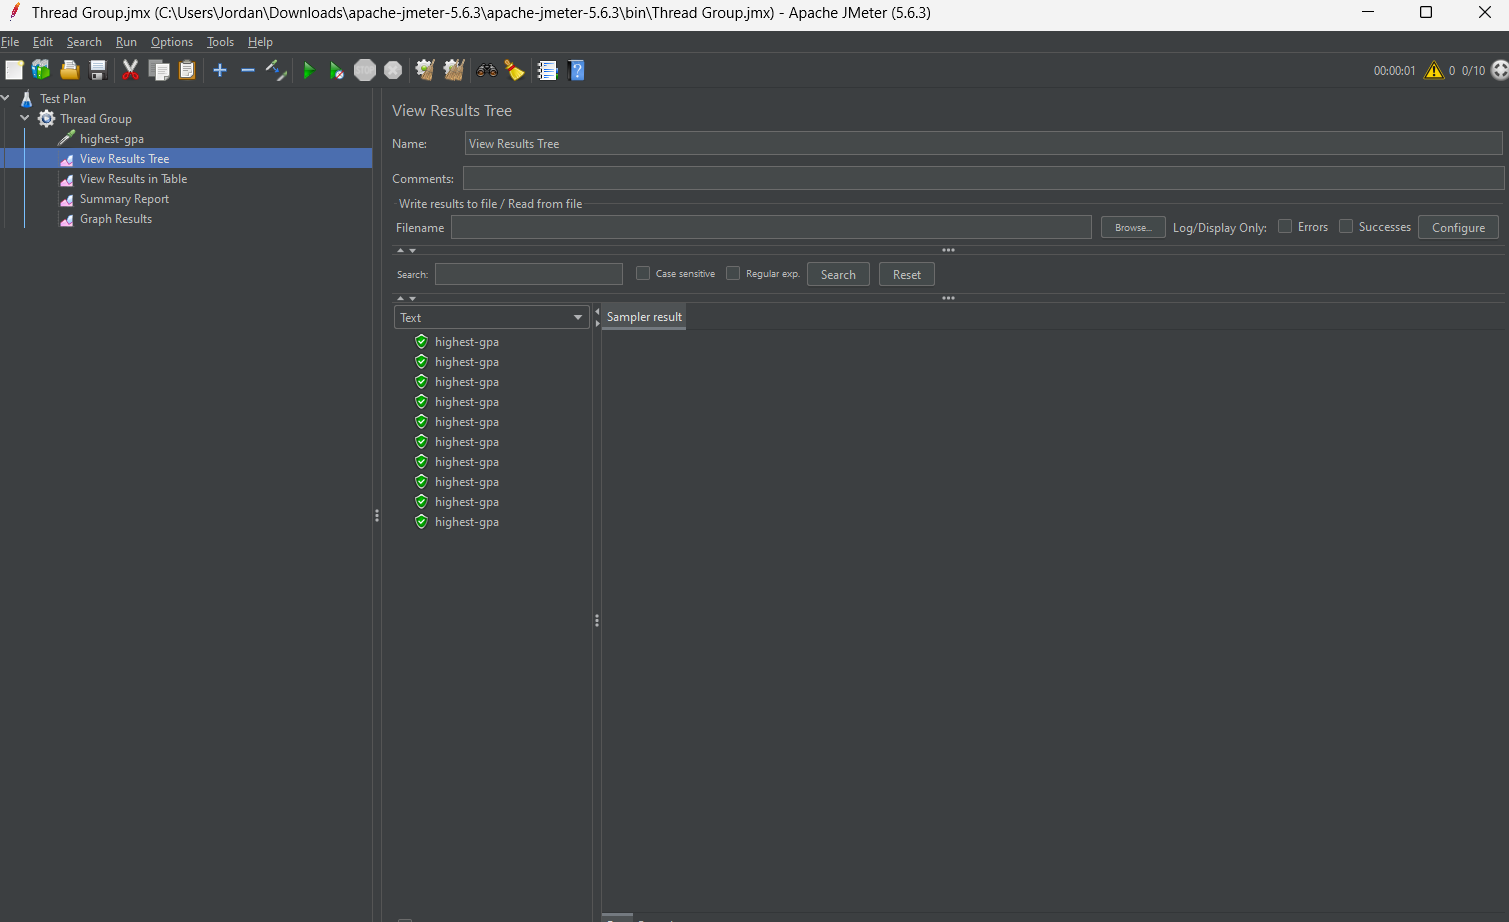 Thread Group.jmx (C:\Users\Jordan\Downloads\apache-jmeter-5.6.3\apache-jmeter-5.6.3\bin\Thread Group.jmx) - Apache JMeter (5.6.3)
File Edit Search Run Options Tools Help
STOP 00:00:01 0 0/10
Test Plan
Thread Group
highest-gpa
View Results Tree
View Results in Table
Summary Report
Graph Results
View Results Tree
Name: View Results Tree
Comments:
Write results to file / Read from file
Filename Browse... Log/Display Only: Errors Successes Configure
Search: Case sensitive Regular exp. Search Reset
Text Sampler result
highest-gpa
highest-gpa
highest-gpa
highest-gpa
highest-gpa
highest-gpa
highest-gpa
highest-gpa
highest-gpa
highest-gpa